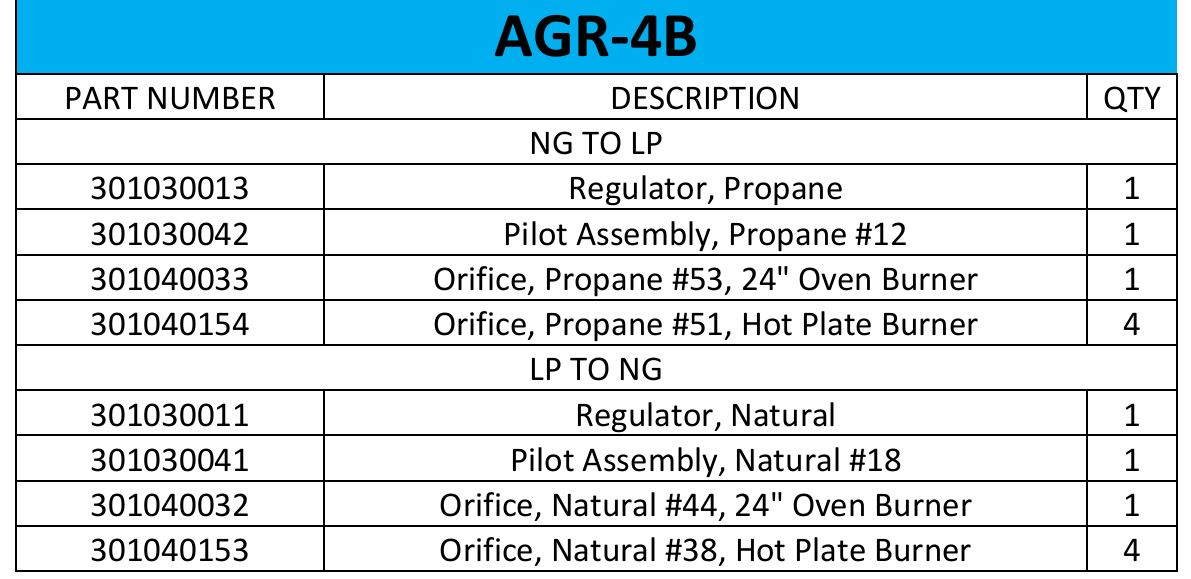 AGR-4B
PART NUMBER DESCRIPTION QTY
NG TO LP
301030013 Regulator, Propane 1
301030042 Pilot Assembly, Propane #12 1
301040033 Orifice, Propane #53, 24" Oven Burner 1
301040154 Orifice, Propane #51, Hot Plate Burner 4
LP TO NG
301030011 Regulator, Natural 1
301030041 Pilot Assembly, Natural #18 1
301040032 Orifice, Natural #44, 24" Oven Burner 1
301040153 Orifice, Natural #38, Hot Plate Burner 4